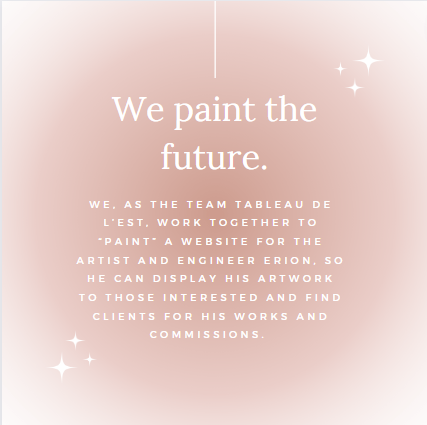 We paint the
future.
WE, AS THE TEAM TABLEAU DE
L'EST, WORK TOGETHER TO
"PAINT" A WEBSITE FOR THE
ARTIST AND ENGINEER ERION, SO
HE CAN DISPLAY HIS ARTWORK
TO THOSE INTERESTED AND FIND
CLIENTS FOR HIS WORKS AND
COMMISSIONS.